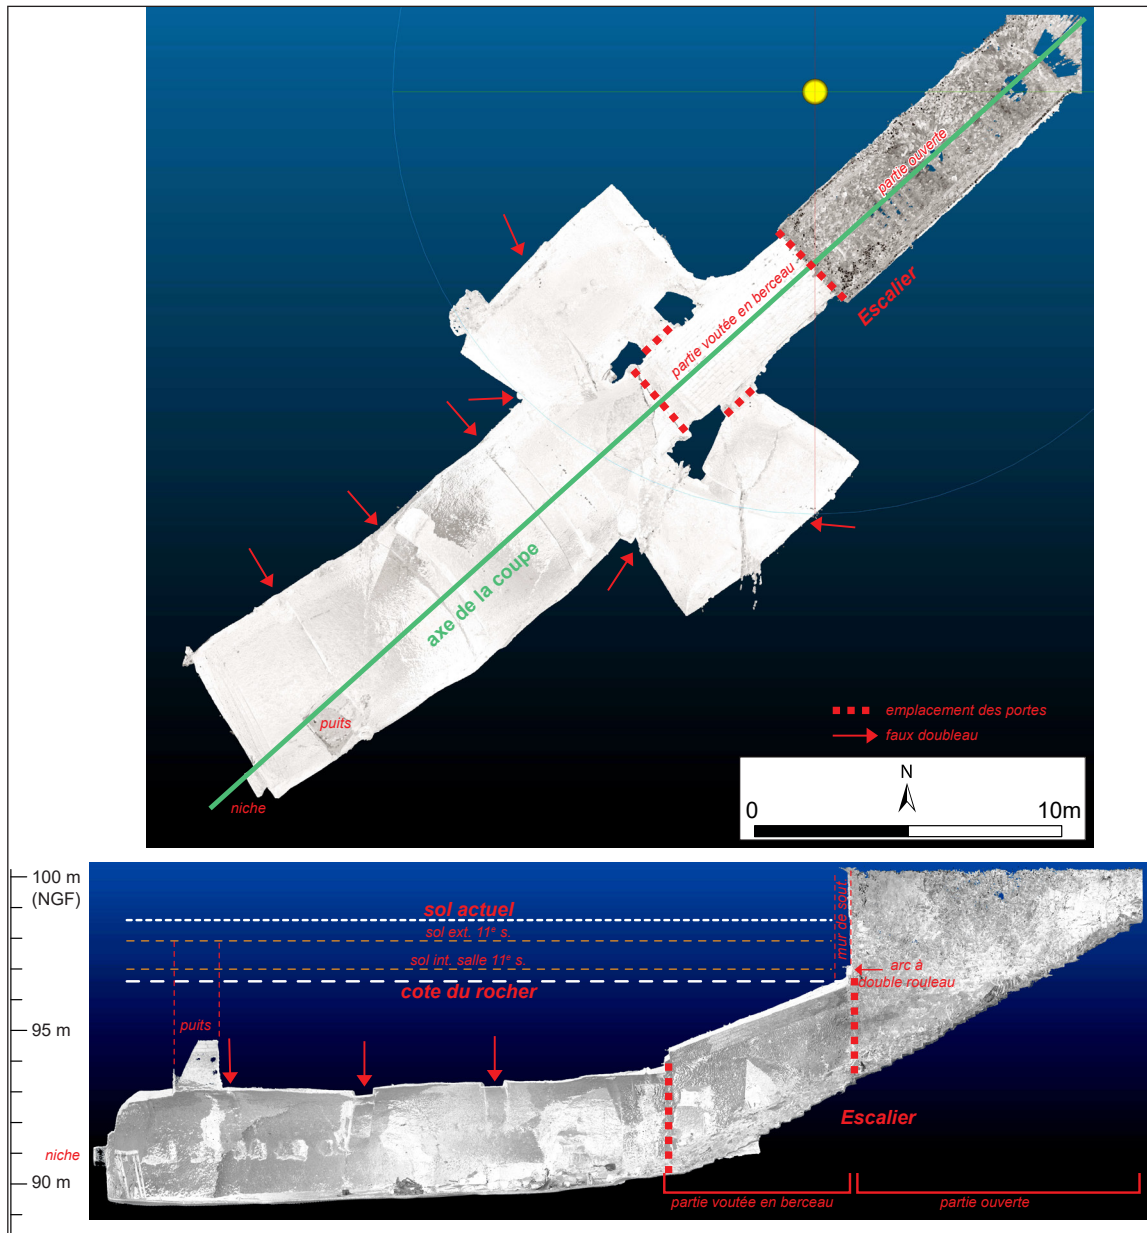 partie ouverte
Escalier
partie voutée en berceau
axe de la coupe
puits
niche
emplacement des portes
faux doubleau
N
0
10m
100 m
(NGF)
sol actuel
sol ext. 11e s.
sol int. salle 11e s.
cote du rocher
mur de sout
arc à
double rouleau
95 m
puits
Escalier
niche
90 m
partie voutée en berceau
partie ouverte